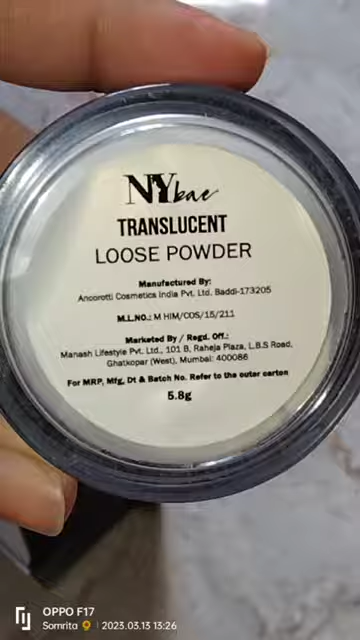 NYbae
TRANSLUCENT
LOOSE POWDER
Manufactured By:
Ancorotti Cosmetics India Pvt. Ltd. Baddi-173205
M.L.NO.: M HIM/COS/15/211
Marketed By / Regd. Off.:
Manash Lifestyle Pvt. Ltd., 101 B, Raheja Plaza, L.B.S Road,
Ghatkopar (West), Mumbai: 400086
For MRP, Mfg, Dt & Batch No. Refer to the outer carton
5.8g
OPPO F17
Somrita 2023.03.13 13:26